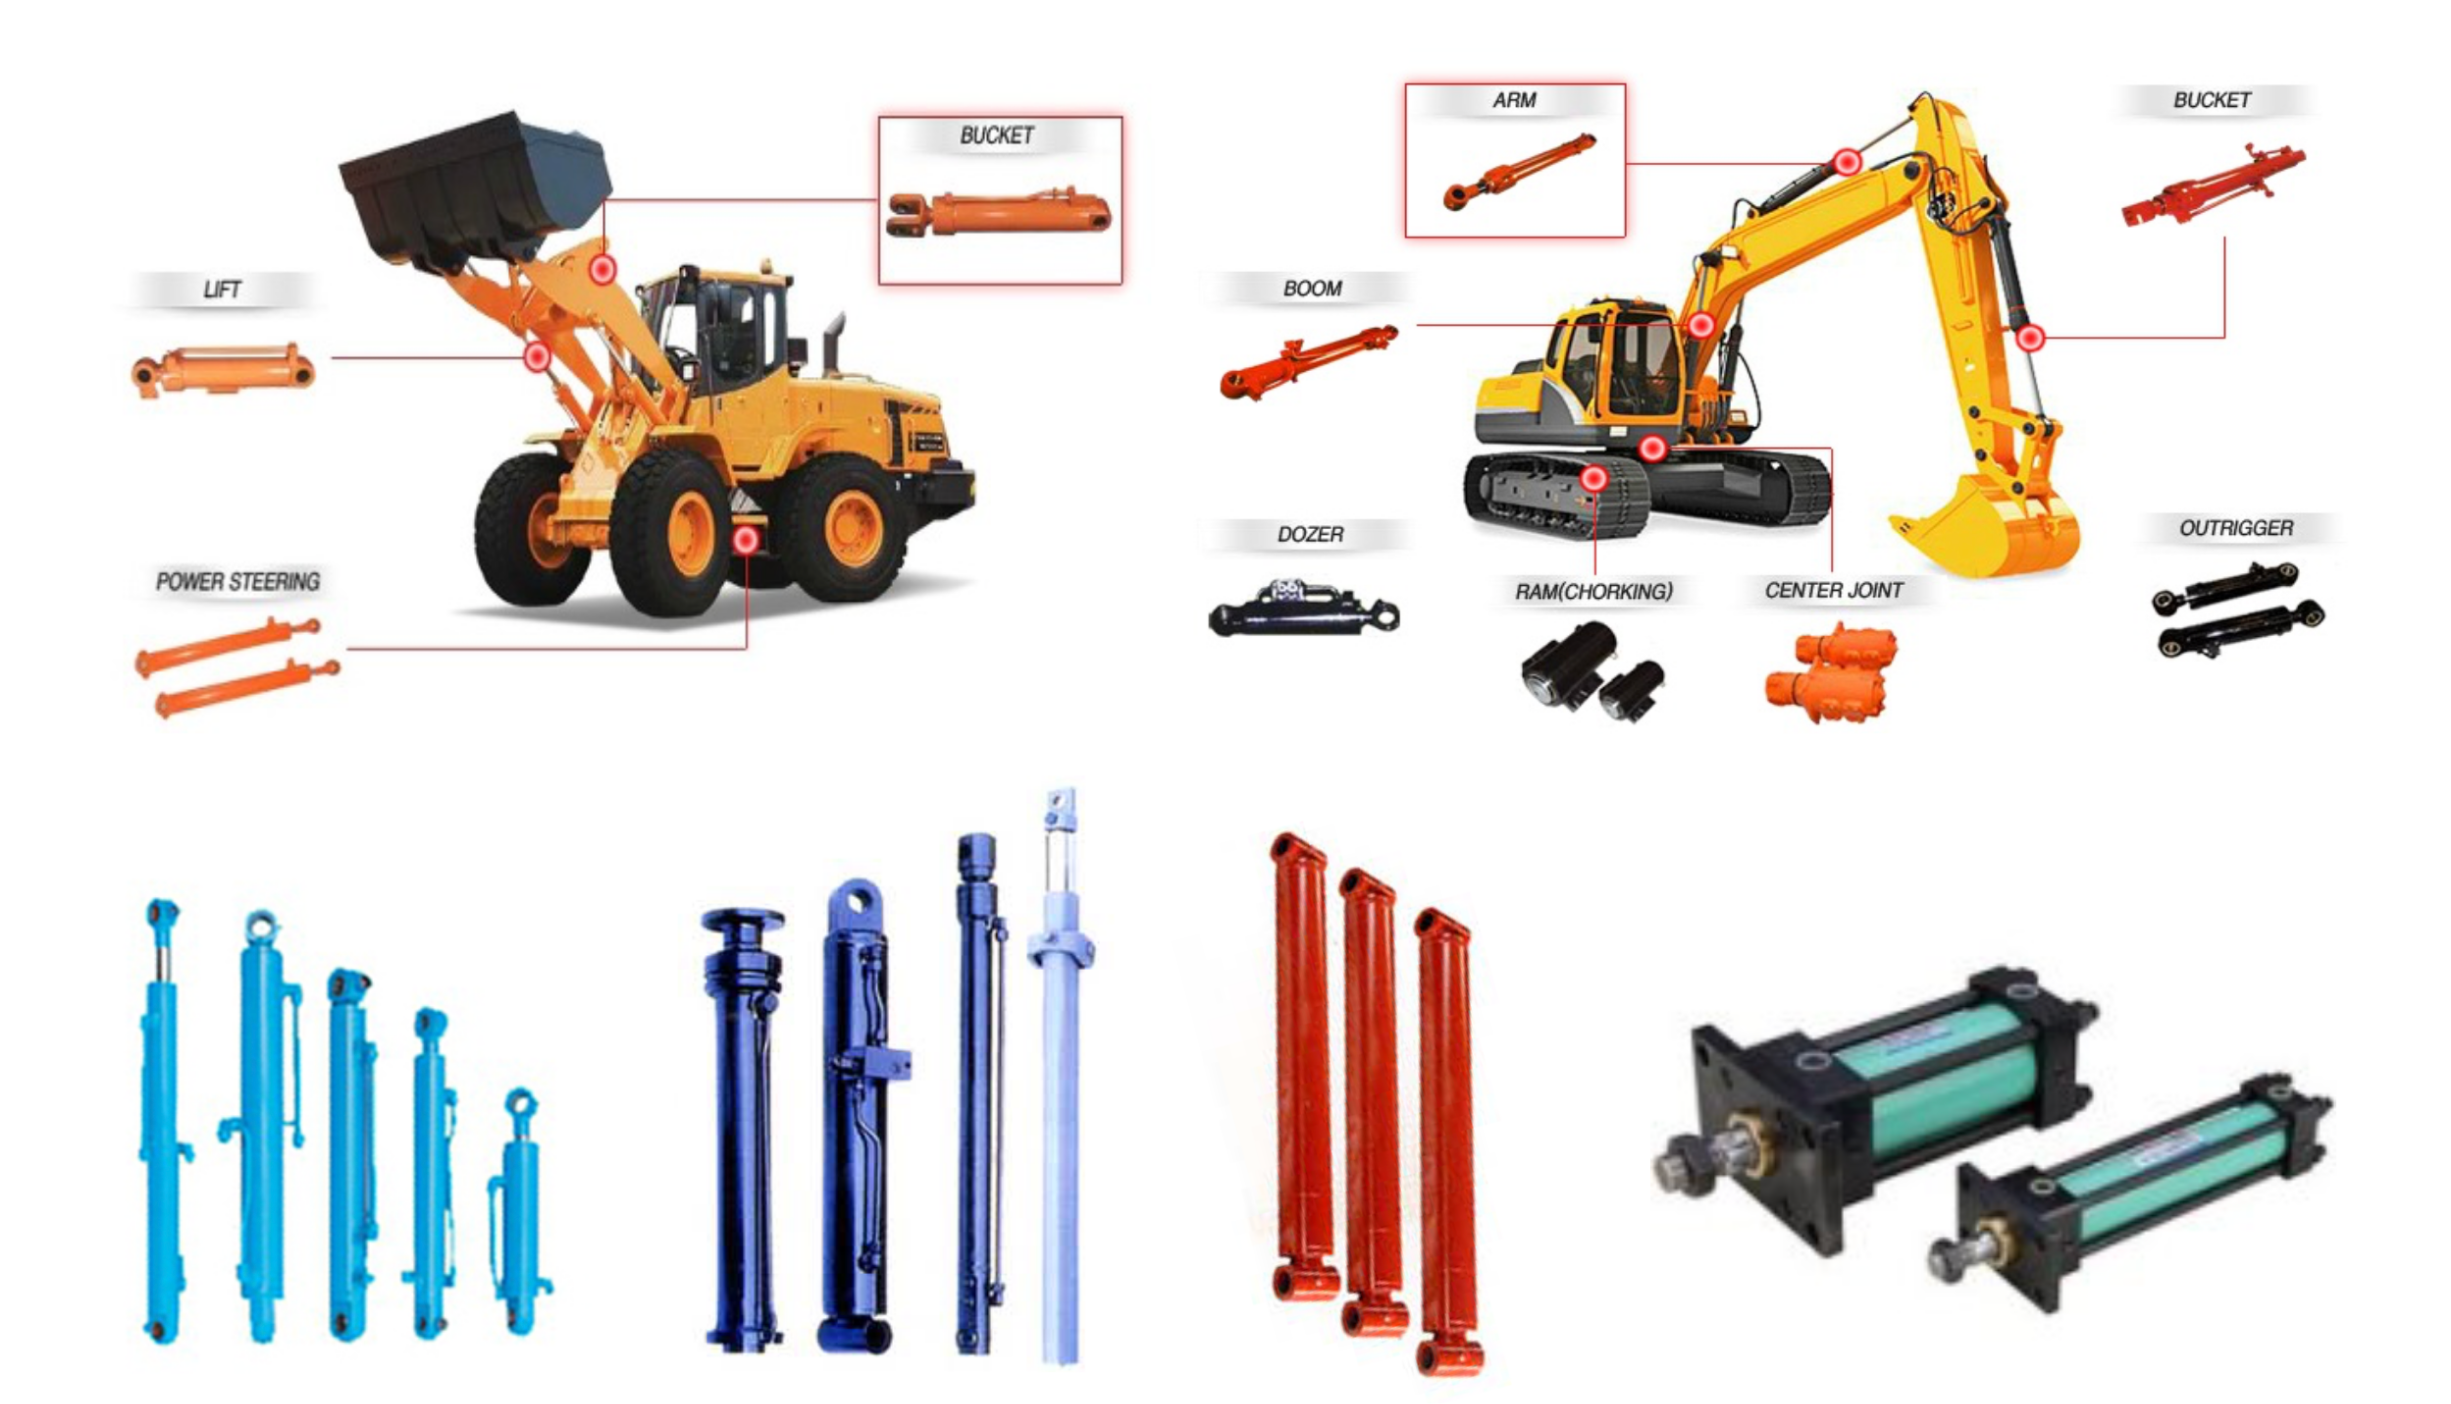 BUCKET
LIFT
POWER STEERING
ARM
BUCKET
BOOM
DOZER
RAM(CHORKING)
CENTER JOINT
OUTRIGGER